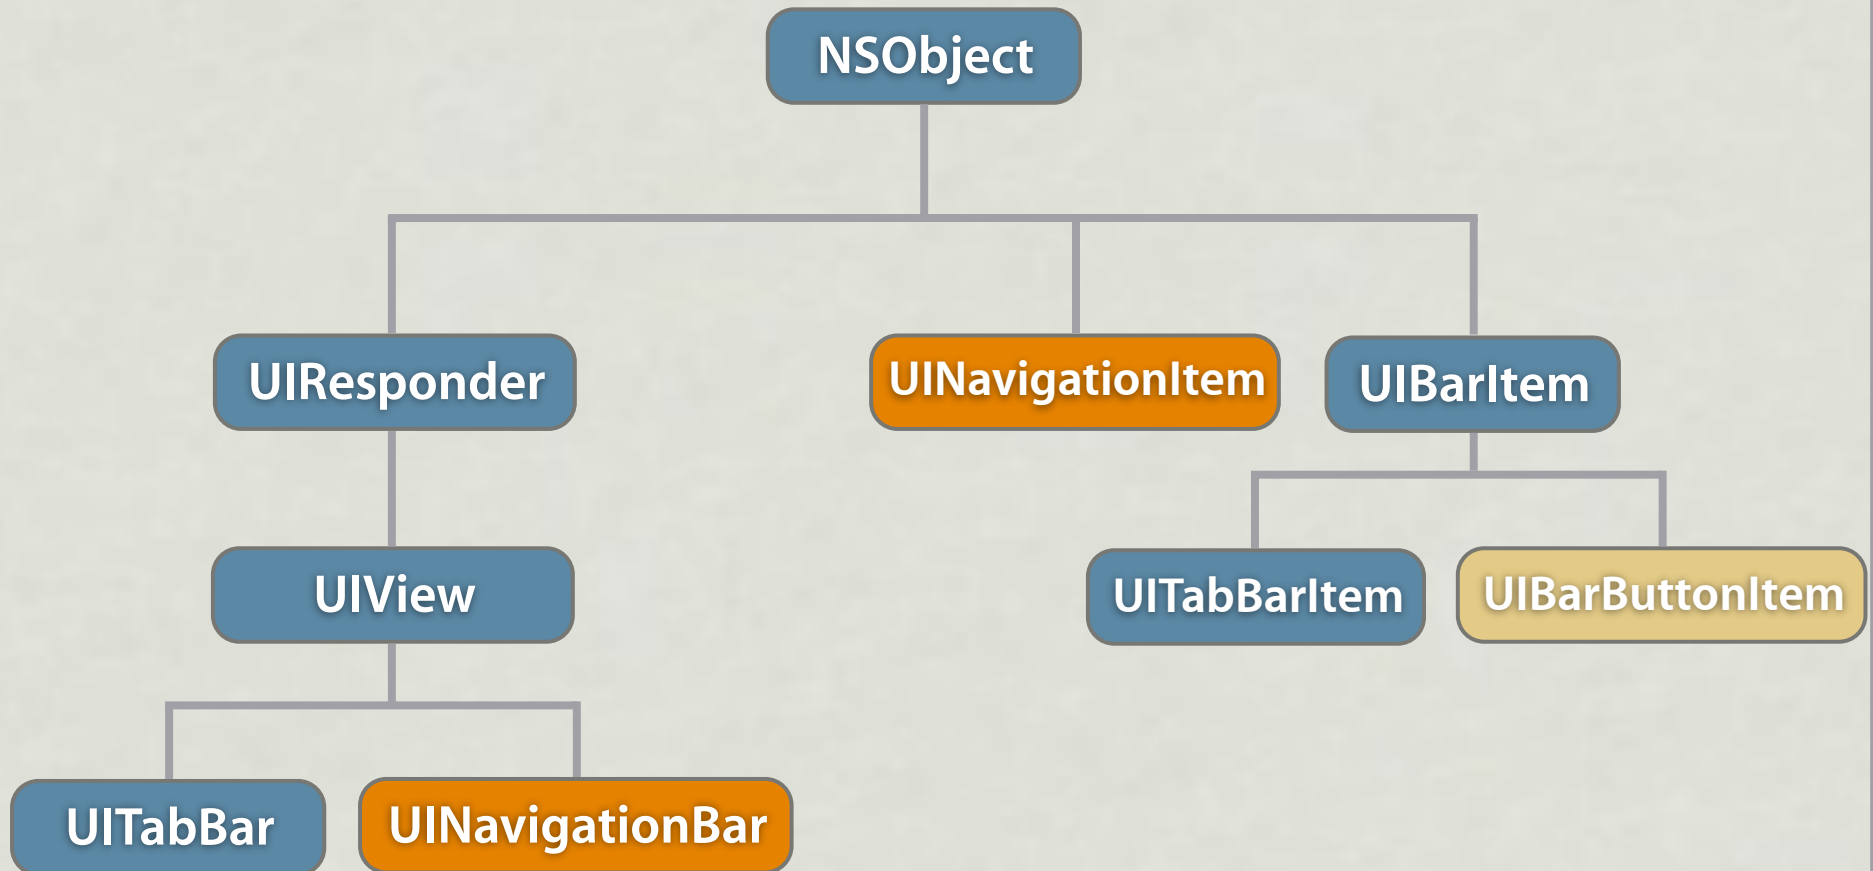 NSObject
UIResponder
UINavigationItem
UIBarItem
UIView
UITabBarItem
UIBarButtonItem
UITabBar
UINavigationBar